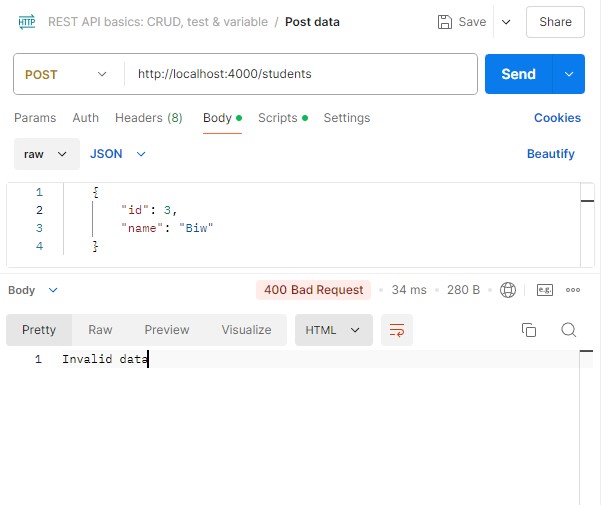 HTTP REST API basics: CRUD, test & variable / Post data Save Share
POST http://localhost:4000/students Send
Params Auth Headers (8) Body Scripts Settings Cookies
raw JSON Beautify
1 {
2 "id": 3,
3 "name": "Biw"
4 }
Body 400 Bad Request 34 ms 280 B e.g.
Pretty Raw Preview Visualize HTML
1 Invalid data